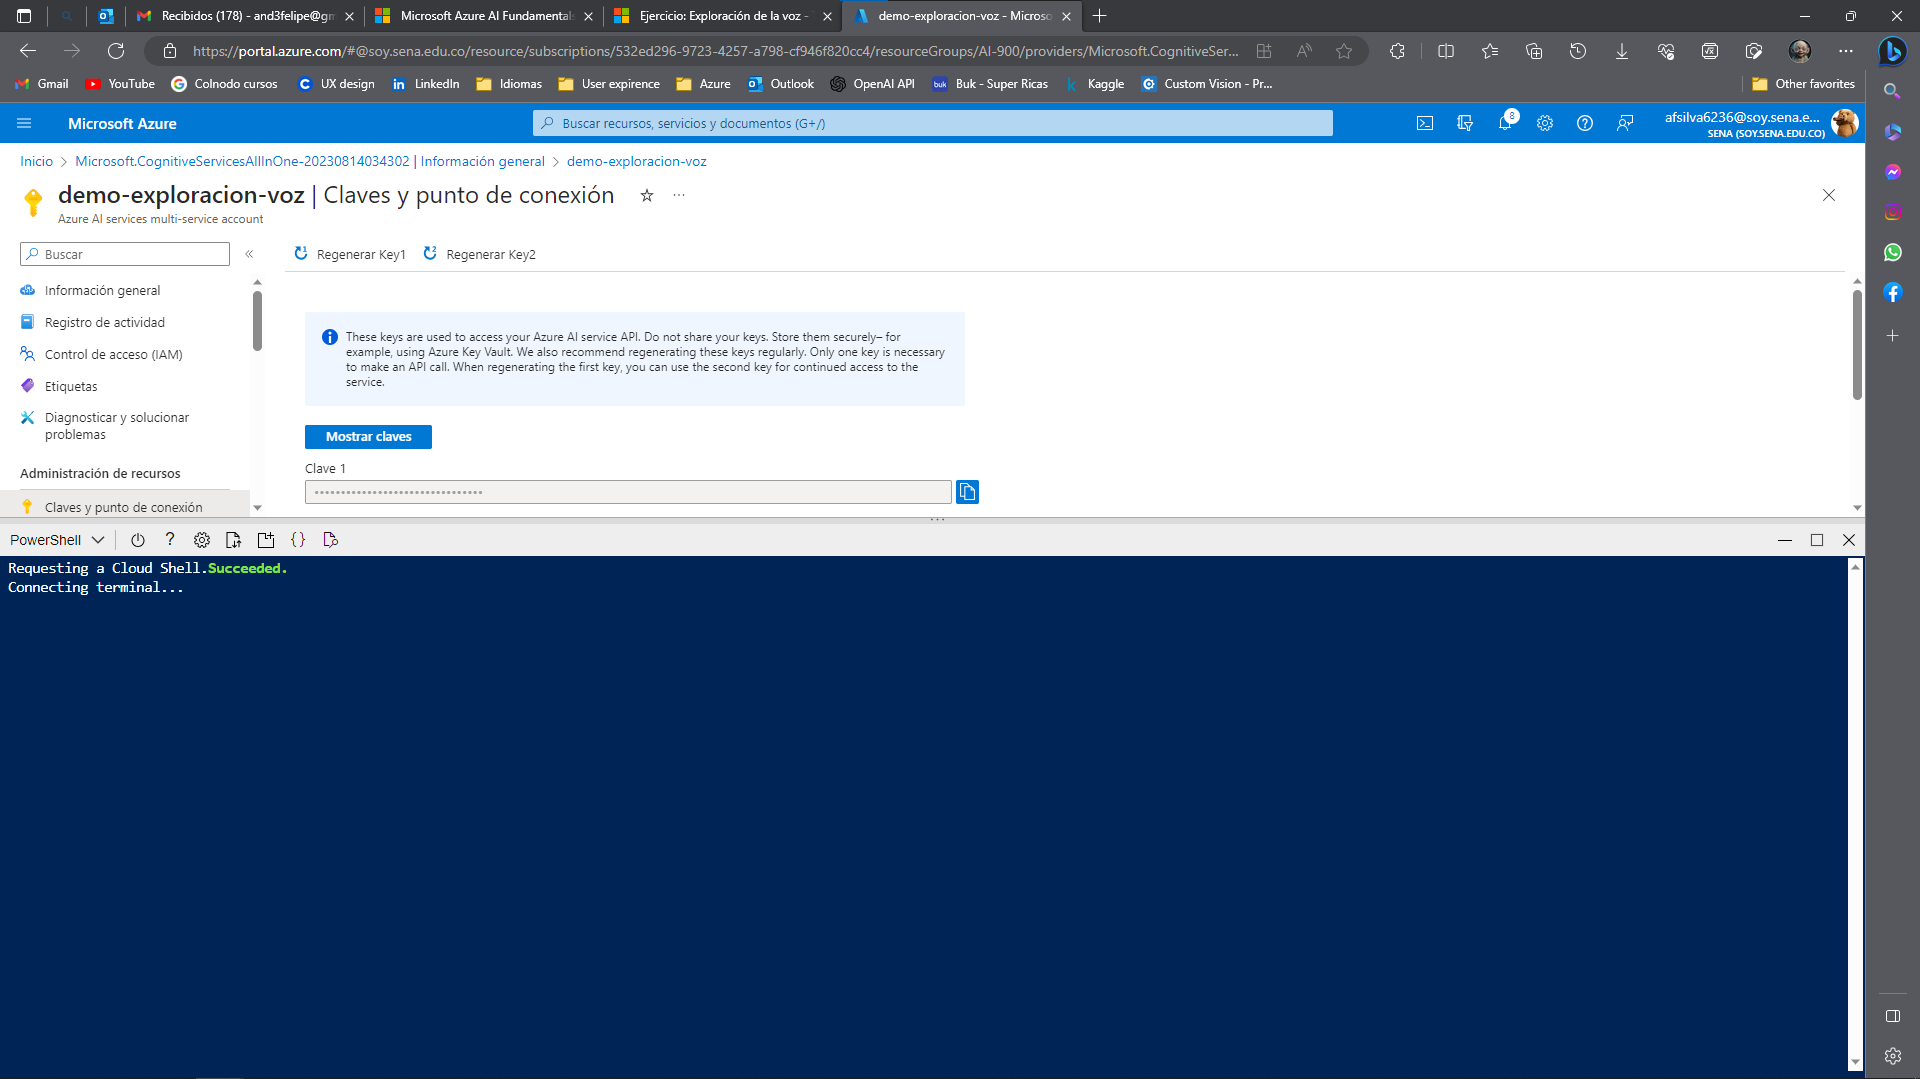 Recibidos (178) - and3felipe@gm
Microsoft Azure AI Fundamentals
Ejercicio: Exploración de la voz -
demo-exploracion-voz - Microso
https://portal.azure.com/#@soy.sena.edu.co/resource/subscriptions/532ed296-9723-4257-a798-cf946f820cc4/resourceGroups/AI-900/providers/Microsoft.CognitiveSer...
Gmail YouTube Colnodo cursos UX design LinkedIn Idiomas User expirence Azure Outlook OpenAI API Buk - Super Ricas Kaggle Custom Vision - Pr... Other favorites
Microsoft Azure
Buscar recursos, servicios y documentos (G+/)
8
afsilva6236@soy.sena.e...
SENA (SOY.SENA.EDU.CO)
Inicio > Microsoft.CognitiveServicesAllInOne-20230814034302 | Información general > demo-exploracion-voz
demo-exploracion-voz | Claves y punto de conexión
Azure AI services multi-service account
Buscar
Regenerar Key1
Regenerar Key2
Información general
Registro de actividad
Control de acceso (IAM)
Etiquetas
Diagnosticar y solucionar
problemas
Administración de recursos
Claves y punto de conexión
These keys are used to access your Azure AI service API. Do not share your keys. Store them securely– for
example, using Azure Key Vault. We also recommend regenerating these keys regularly. Only one key is necessary
to make an API call. When regenerating the first key, you can use the second key for continued access to the
service.
Mostrar claves
Clave 1
••••••••••••••••••••••••••••••••
PowerShell
Requesting a Cloud Shell.Succeeded.
Connecting terminal...